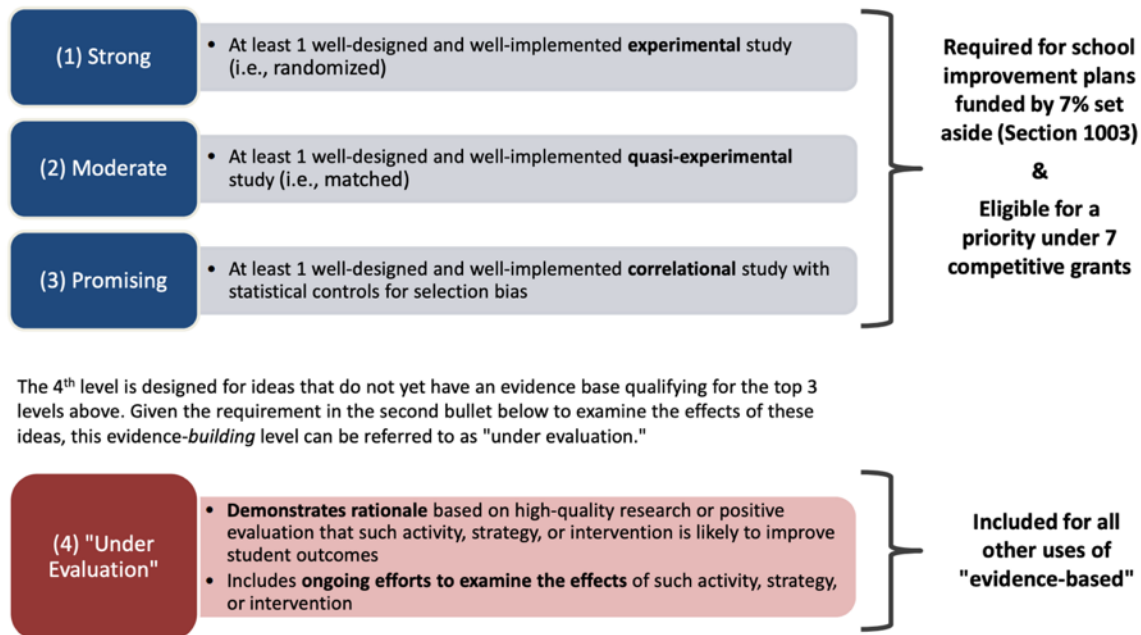 (1) Strong
• At least 1 well-designed and well-implemented experimental study
(i.e., randomized)
(2) Moderate
• At least 1 well-designed and well-implemented quasi-experimental
study (i.e., matched)
(3) Promising
• At least 1 well-designed and well-implemented correlational study with
statistical controls for selection bias
Required for school
improvement plans
funded by 7% set
aside (Section 1003)
&
Eligible for a
priority under 7
competitive grants
The 4th level is designed for ideas that do not yet have an evidence base qualifying for the top 3
levels above. Given the requirement in the second bullet below to examine the effects of these
ideas, this evidence-building level can be referred to as "under evaluation."
(4) "Under
Evaluation"
• Demonstrates rationale based on high-quality research or positive
evaluation that such activity, strategy, or intervention is likely to improve
student outcomes
• Includes ongoing efforts to examine the effects of such activity, strategy,
or intervention
Included for all
other uses of
"evidence-based"